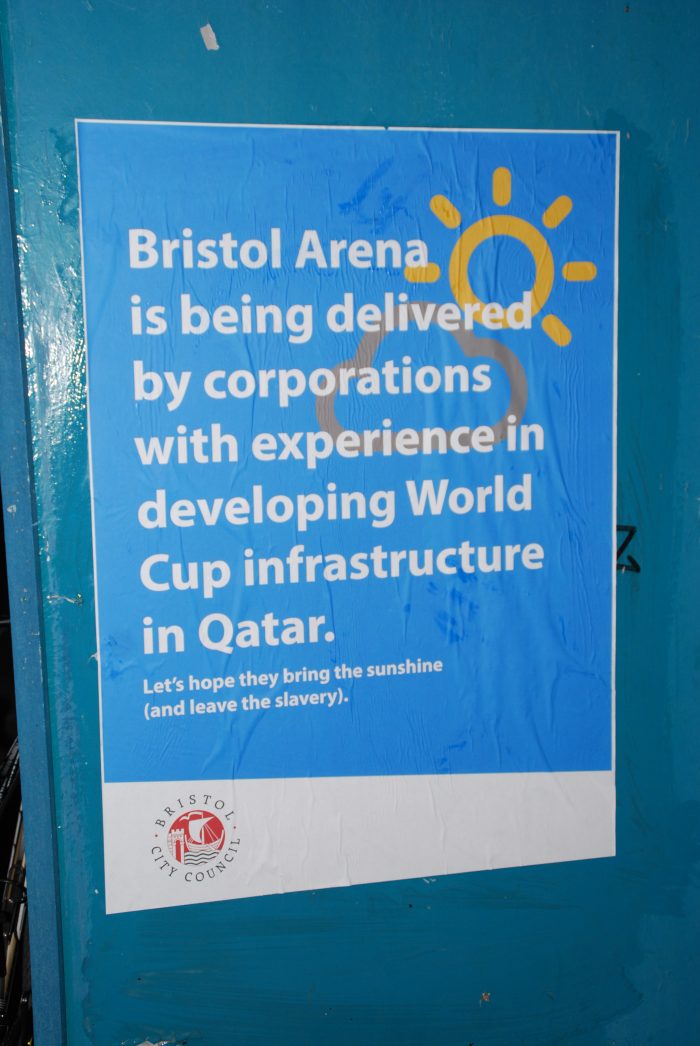 Bristol Arena
is being delivered
by corporations
with experience in
developing World
Cup infrastructure
in Qatar.
Let's hope they bring the sunshine
(and leave the slavery).
· BRISTOL ·
CITY COUNCIL